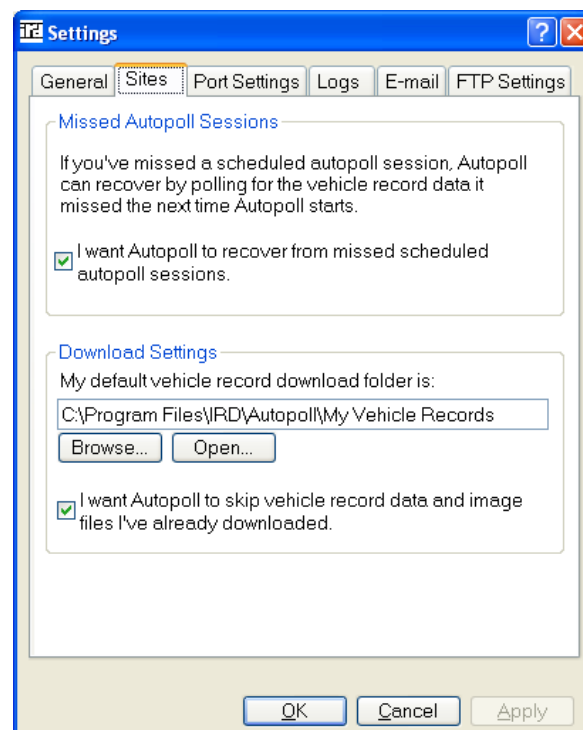 ird Settings
General Sites Port Settings Logs E-mail FTP Settings
Missed Autopoll Sessions
If you've missed a scheduled autopoll session, Autopoll
can recover by polling for the vehicle record data it
missed the next time Autopoll starts.
I want Autopoll to recover from missed scheduled
autopoll sessions.
Download Settings
My default vehicle record download folder is:
C:\Program Files\IRD\Autopoll\My Vehicle Records
Browse... Open...
I want Autopoll to skip vehicle record data and image
files I've already downloaded.
OK Cancel Apply